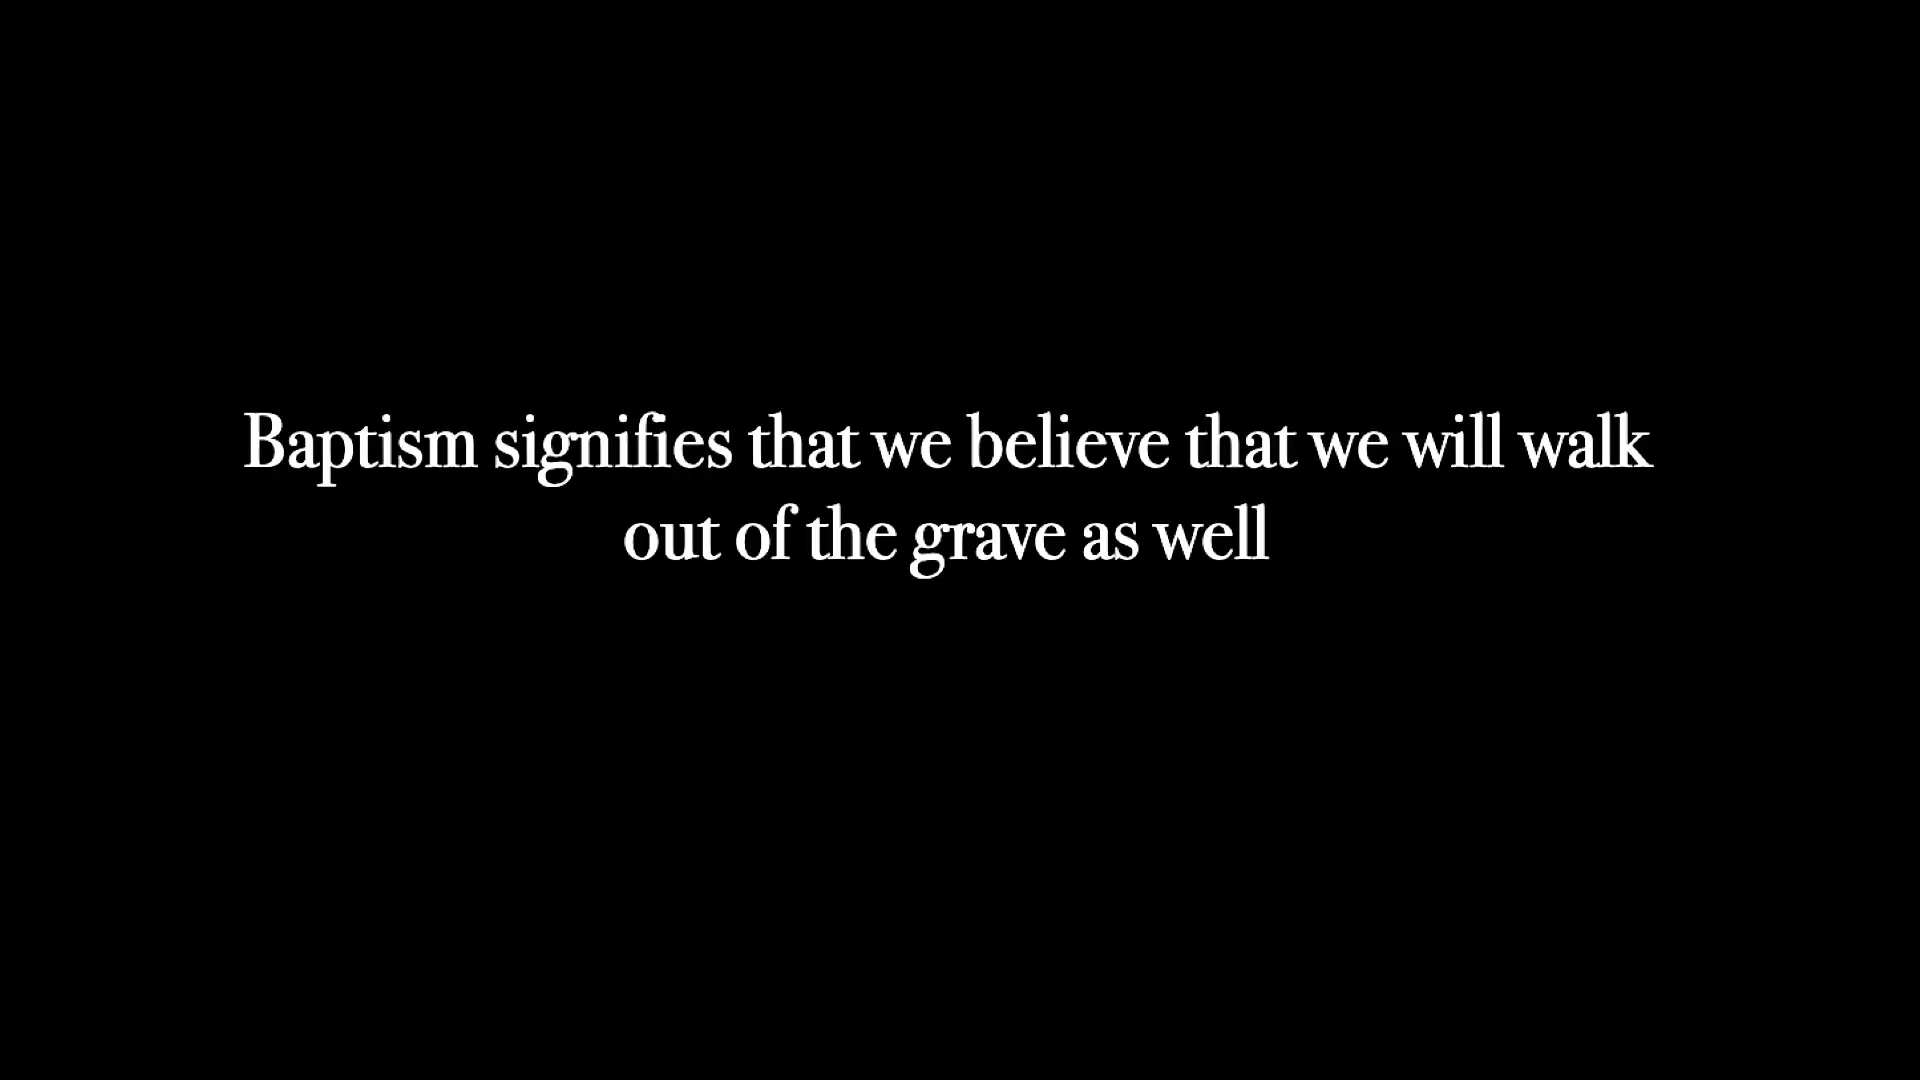 Baptism signifies that we believe that we will walk
out of the grave as well